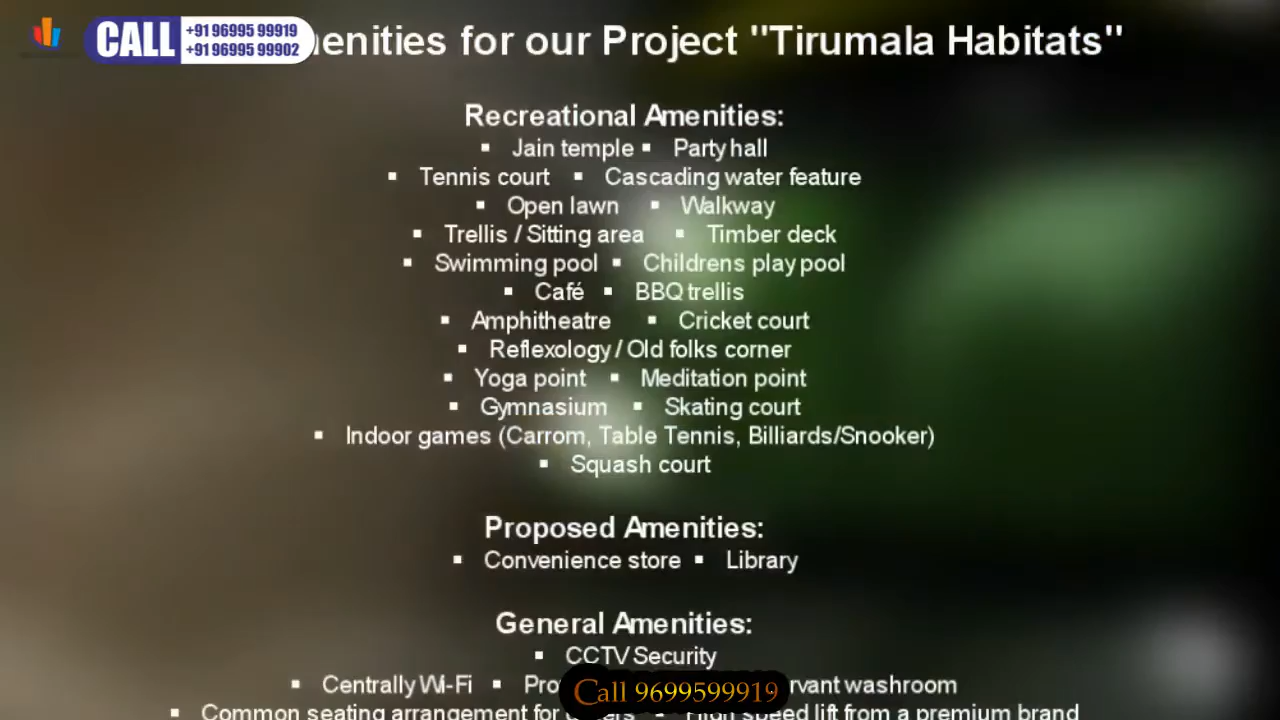 CALL +91 96995 99919
+91 96995 99902
enities for our Project "Tirumala Habitats"
Recreational Amenities:
▪ Jain temple ▪ Party hall
▪ Tennis court ▪ Cascading water feature
▪ Open lawn ▪ Walkway
▪ Trellis / Sitting area ▪ Timber deck
▪ Swimming pool ▪ Childrens play pool
▪ Café ▪ BBQ trellis
▪ Amphitheatre ▪ Cricket court
▪ Reflexology / Old folks corner
▪ Yoga point ▪ Meditation point
▪ Gymnasium ▪ Skating court
▪ Indoor games (Carrom, Table Tennis, Billiards/Snooker)
▪ Squash court
Proposed Amenities:
▪ Convenience store ▪ Library
General Amenities:
▪ CCTV Security
▪ Centrally Wi-Fi ▪ washroom
Call 9699599919
▪ Common seating arrangement for ▪ High speed lift from a premium brand